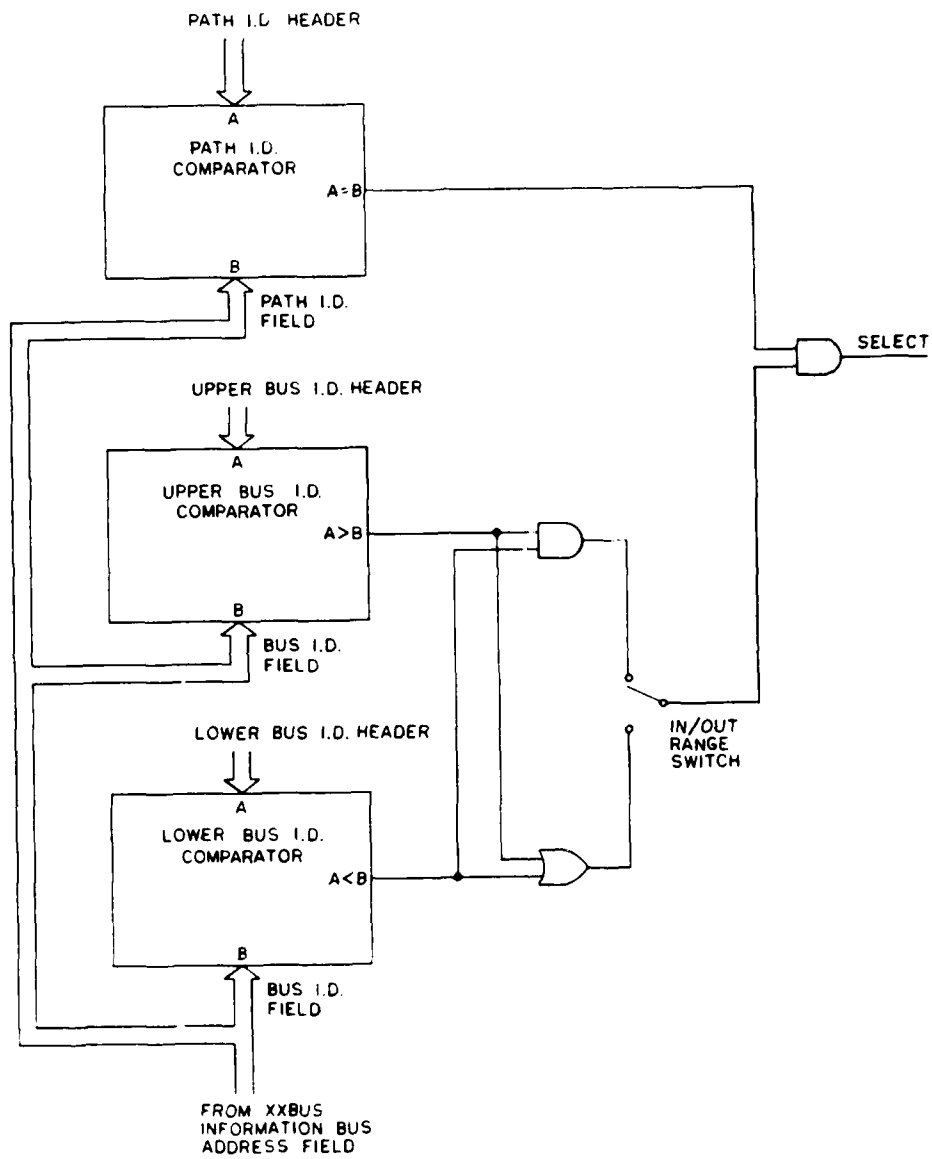 PATH I.D. HEADER
A
PATH I.D.
COMPARATOR
A=B
B
PATH I.D.
FIELD
SELECT
UPPER BUS I.D. HEADER
A
UPPER BUS I.D.
COMPARATOR
A>B
B
BUS I.D.
FIELD
IN/OUT
RANGE
SWITCH
LOWER BUS I.D. HEADER
A
LOWER BUS I.D.
COMPARATOR
A<B
B
BUS I.D.
FIELD
FROM XXBUS
INFORMATION BUS
ADDRESS FIELD